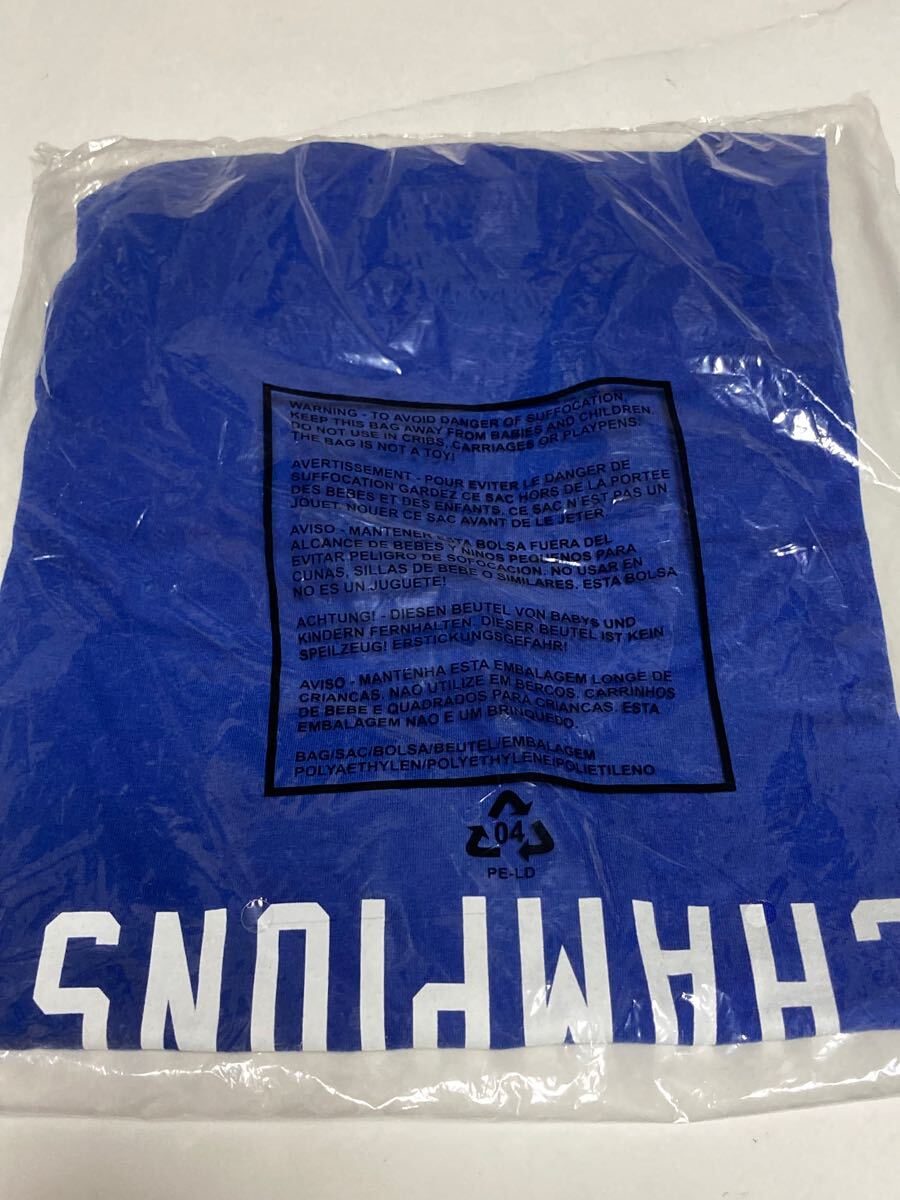 WARNING - TO AVOID DANGER OF SUFFOCATION,
KEEP THIS BAG AWAY FROM BABIES AND CHILDREN.
DO NOT USE IN CRIBS, CARRIAGES OR PLAYPENS!
THE BAG IS NOT A TOY!
AVERTISSEMENT - POUR EVITER LE DANGER DE
SUFFOCATION GARDEZ CE SAC HORS DE LA PORTEE
DES BEBES ET DES ENFANTS. CE SAC N'EST PAS UN
JOUET. NOUER CE SAC AVANT DE LE JETER.
AVISO - MANTENER ESTA BOLSA FUERA DEL
ALCANCE DE BEBES Y NINOS PEQUENOS PARA
EVITAR PELIGRO DE SOFOCACION. NO USAR EN
CUNAS, SILLAS DE BEBE O SIMILARES. ESTA BOLSA
NO ES UN JUGUETE!
ACHTUNG! - DIESEN BEUTEL VON BABYS UND
KINDERN FERNHALTEN. DIESER BEUTEL IST KEIN
SPEILZEUG! ERSTICKUNGSGEFAHR!
AVISO - MANTENHA ESTA EMBALAGEM LONGE DE
CRIANCAS. NAO UTILIZE EM BERCOS, CARRINHOS
DE BEBE E QUADRADOS PARA CRIANCAS. ESTA
EMBALAGEM NAO E UM BRINQUEDO.
BAG/SAC/BOLSA/BEUTEL/EMBALAGEM
POLYAETHYLEN/POLYETHYLENE/POLIETILENO
04
PE-LD
CHAMPIONS